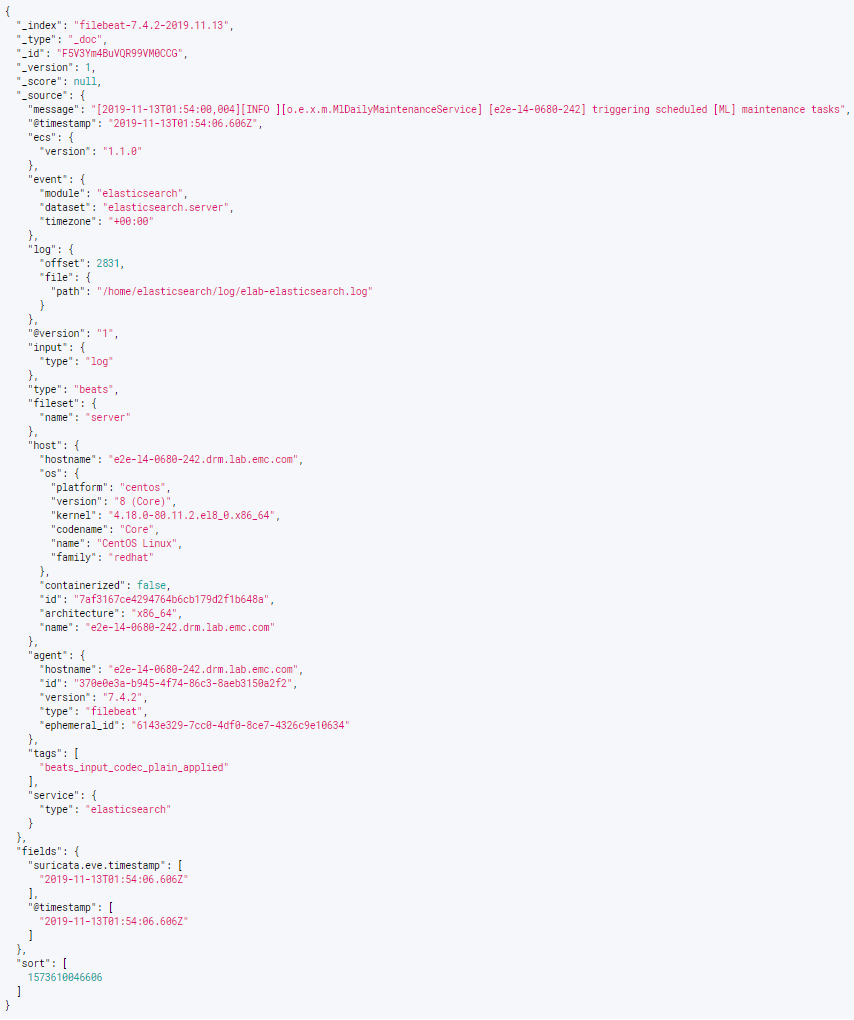 {
  "_index": "filebeat-7.4.2-2019.11.13",
  "_type": "_doc",
  "_id": "F5V3Ym4BuVQR99VM0CCG",
  "_version": 1,
  "_score": null,
  "_source": {
    "message": "[2019-11-13T01:54:00,004][INFO ][o.e.x.m.MlDailyMaintenanceService] [e2e-l4-0680-242] triggering scheduled [ML] maintenance tasks",
    "@timestamp": "2019-11-13T01:54:06.606Z",
    "ecs": {
      "version": "1.1.0"
    },
    "event": {
      "module": "elasticsearch",
      "dataset": "elasticsearch.server",
      "timezone": "+00:00"
    },
    "log": {
      "offset": 2831,
      "file": {
        "path": "/home/elasticsearch/log/elab-elasticsearch.log"
      }
    },
    "@version": "1",
    "input": {
      "type": "log"
    },
    "type": "beats",
    "fileset": {
      "name": "server"
    },
    "host": {
      "hostname": "e2e-l4-0680-242.drm.lab.emc.com",
      "os": {
        "platform": "centos",
        "version": "8 (Core)",
        "kernel": "4.18.0-80.11.2.el8_0.x86_64",
        "codename": "Core",
        "name": "CentOS Linux",
        "family": "redhat"
      },
      "containerized": false,
      "id": "7af3167ce4294764b6cb179d2f1b648a",
      "architecture": "x86_64",
      "name": "e2e-l4-0680-242.drm.lab.emc.com"
    },
    "agent": {
      "hostname": "e2e-l4-0680-242.drm.lab.emc.com",
      "id": "370e0e3a-b945-4f74-86c3-8aeb3150a2f2",
      "version": "7.4.2",
      "type": "filebeat",
      "ephemeral_id": "6143e329-7cc0-4df0-8ce7-4326c9e10634"
    },
    "tags": [
      "beats_input_codec_plain_applied"
    ],
    "service": {
      "type": "elasticsearch"
    }
  },
  "fields": {
    "suricata.eve.timestamp": [
      "2019-11-13T01:54:06.606Z"
    ],
    "@timestamp": [
      "2019-11-13T01:54:06.606Z"
    ]
  },
  "sort": [
    1573610046606
  ]
}